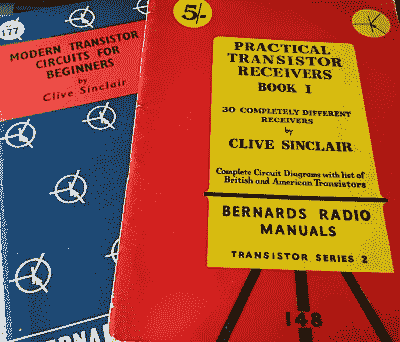 177
MODERN TRANSISTOR
CIRCUITS FOR
BEGINNERS
by
Clive Sinclair
5/-
K
PRACTICAL
TRANSISTOR
RECEIVERS
BOOK 1
30 COMPLETELY DIFFERENT
RECEIVERS
by
CLIVE SINCLAIR
Complete Circuit Diagrams with list of
British and American Transistors
BERNARDS RADIO
MANUALS
TRANSISTOR SERIES 2
148